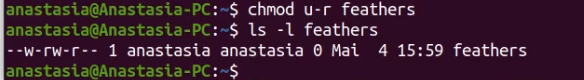 anastasia@Anastasia-PC:~$ chmod u-r feathers
anastasia@Anastasia-PC:~$ ls -l feathers
--w-rw-r-- 1 anastasia anastasia 0 Mai  4 15:59 feathers
anastasia@Anastasia-PC:~$